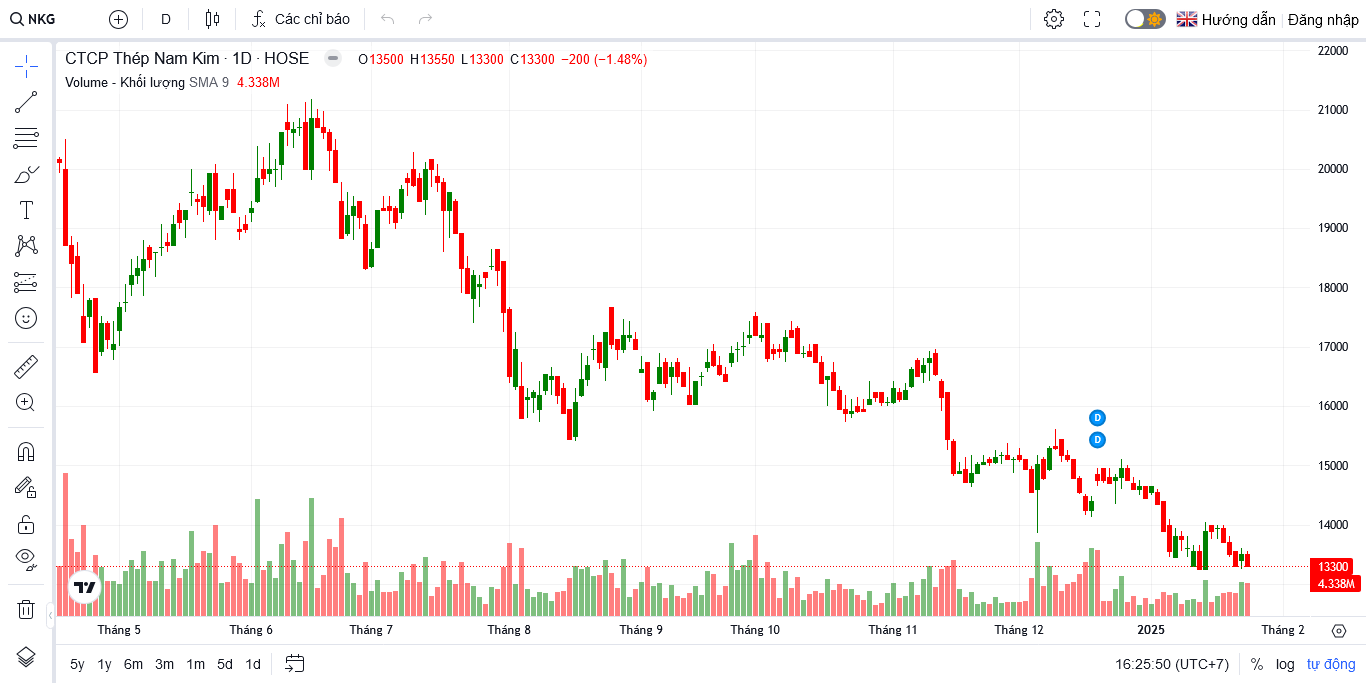 NKG D Các chỉ báo Hướng dẫn Đăng nhập
CTCP Thép Nam Kim · 1D · HOSE O13500 H13550 L13300 C13300 −200 (−1.48%)
Volume - Khối lượng SMA 9 4.338M
22000
21000
20000
19000
18000
17000
16000
15000
14000
13300
4.338M
D
D
Tháng 5 Tháng 6 Tháng 7 Tháng 8 Tháng 9 Tháng 10 Tháng 11 Tháng 12 2025 Tháng 2
5y 1y 6m 3m 1m 5d 1d 16:25:50 (UTC+7) % log tự động